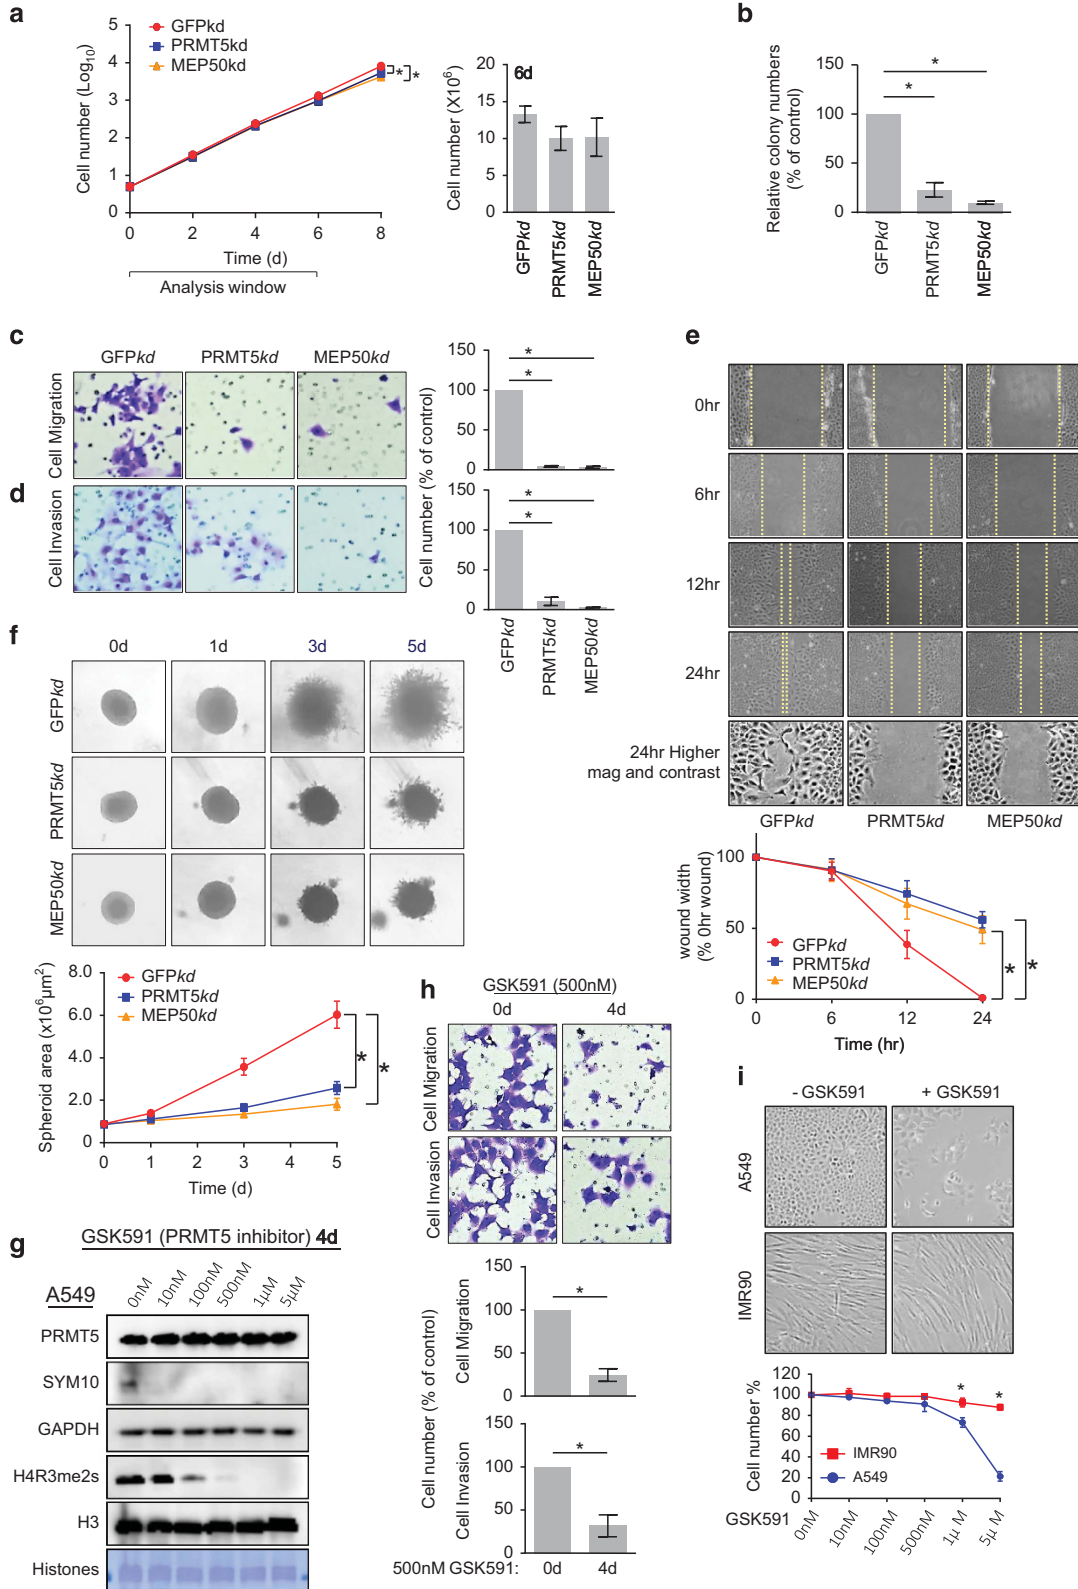 a
Cell number (Log10)
5
4
3
2
1
0
GFPkd
PRMT5kd
MEP50kd
*
*
0 2 4 6 8
Time (d)
Analysis window
Cell number (X10⁶)
20
15
10
5
0
6d
GFPkd
PRMT5kd
MEP50kd
b
Relative colony numbers
(% of control)
150
100
50
0
*
*
GFPkd
PRMT5kd
MEP50kd
c
GFPkd PRMT5kd MEP50kd
Cell Migration
d
Cell Invasion
Cell number (% of control)
150
100
50
0
*
*
150
100
50
0
*
*
GFPkd
PRMT5kd
MEP50kd
e
0hr
6hr
12hr
24hr
24hr Higher
mag and contrast
GFPkd PRMT5kd MEP50kd
wound width
(% 0hr wound)
100
50
0
GFPkd
PRMT5kd
MEP50kd
*
*
0 6 12 24
Time (hr)
f
0d 1d 3d 5d
GFPkd
PRMT5kd
MEP50kd
Spheroid area (x10⁶µm²)
8.0
6.0
4.0
2.0
0
GFPkd
PRMT5kd
MEP50kd
*
*
0 1 2 3 4 5
Time (d)
g
GSK591 (PRMT5 inhibitor) 4d
A549
0nM 10nM 100nM 500nM 1µM 5µM
PRMT5
SYM10
GAPDH
H4R3me2s
H3
Histones
h
GSK591 (500nM)
0d 4d
Cell Migration
Cell Invasion
Cell number (% of control)
Cell Migration
150
100
50
0
*
Cell Invasion
150
100
50
0
*
500nM GSK591: 0d 4d
i
- GSK591 + GSK591
A549
IMR90
Cell number %
120
100
80
60
40
20
0
*
*
IMR90
A549
GSK591
0nM 10nM 100nM 500nM 1µM 5µM